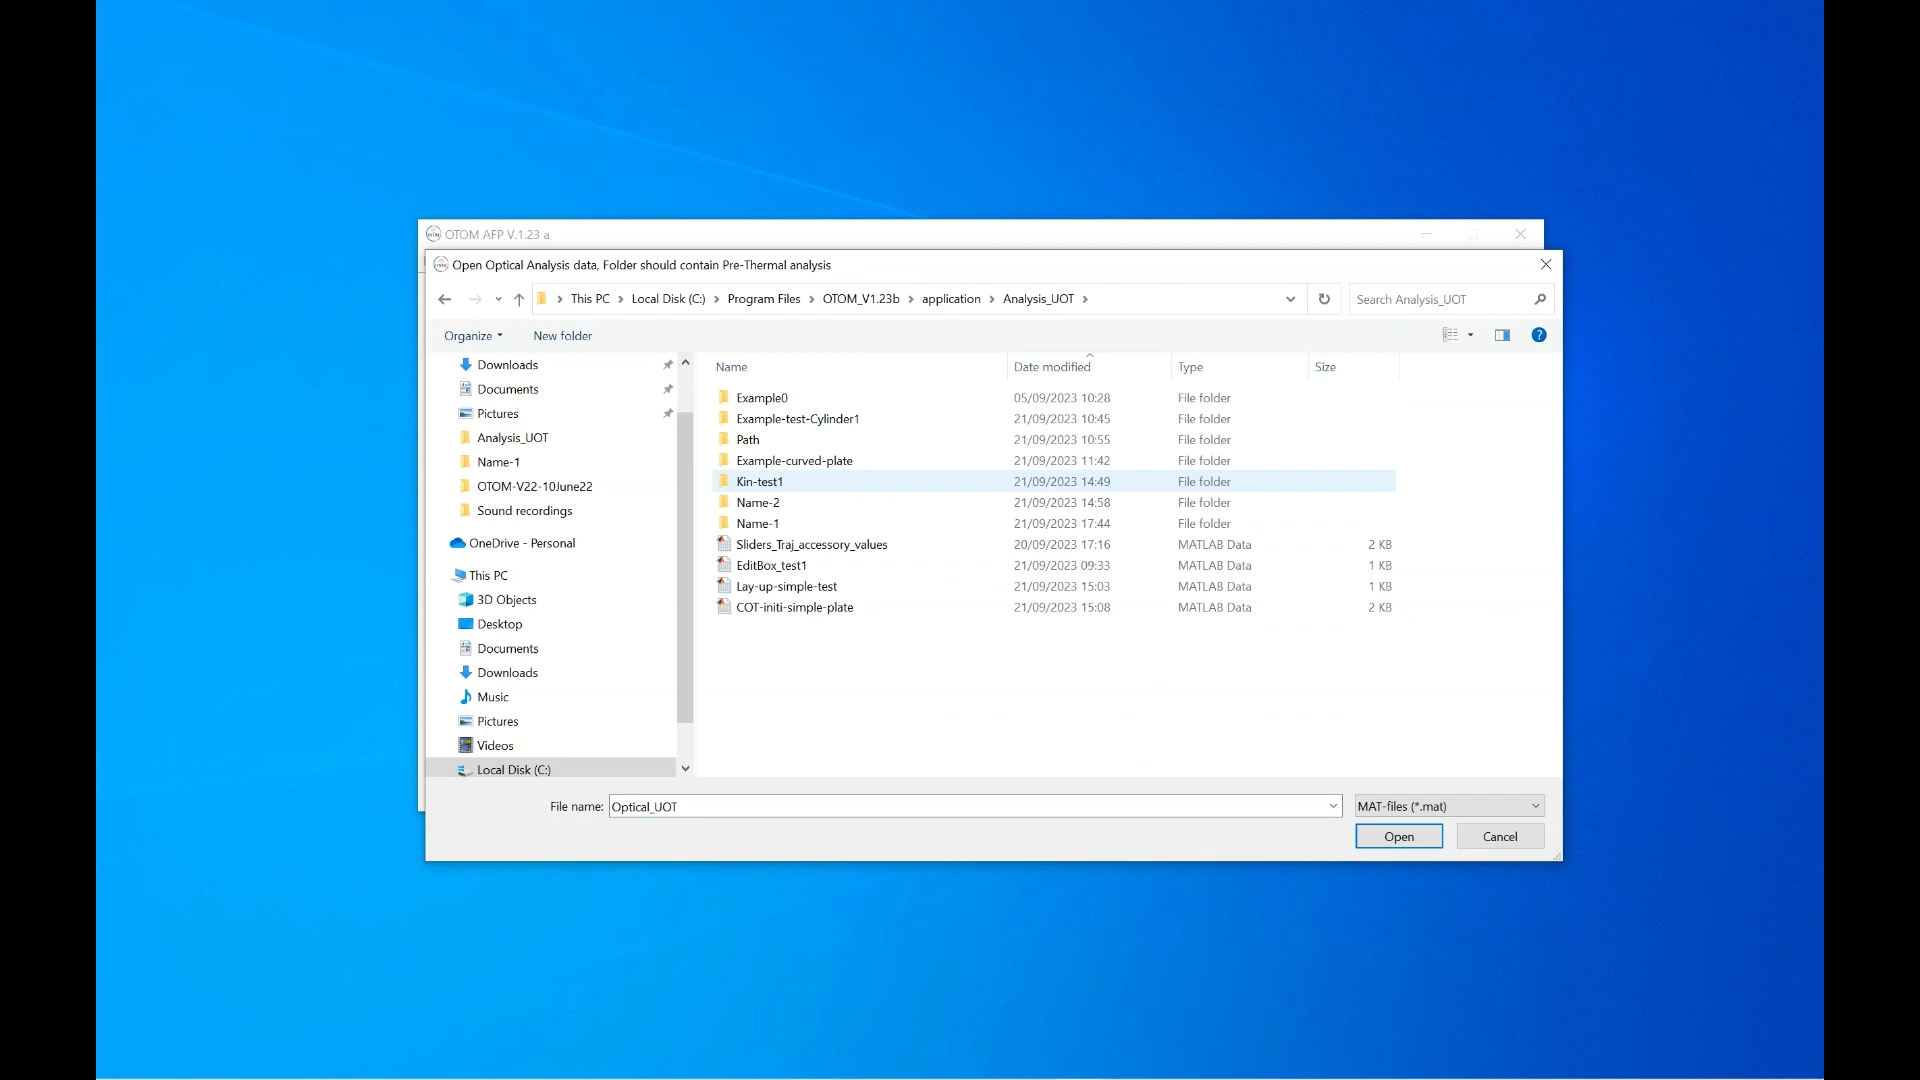 OTOM AFP V.1.23 a
Open Optical Analysis data, Folder should contain Pre-Thermal analysis
This PC > Local Disk (C:) > Program Files > OTOM_V1.23b > application > Analysis_UOT >
Search Analysis_UOT
Organize
New folder
Downloads
Documents
Pictures
Analysis_UOT
Name-1
OTOM-V22-10June22
Sound recordings
OneDrive - Personal
This PC
3D Objects
Desktop
Documents
Downloads
Music
Pictures
Videos
Local Disk (C:)
Name Date modified Type Size
Example0 05/09/2023 10:28 File folder
Example-test-Cylinder1 21/09/2023 10:45 File folder
Path 21/09/2023 10:55 File folder
Example-curved-plate 21/09/2023 11:42 File folder
Kin-test1 21/09/2023 14:49 File folder
Name-2 21/09/2023 14:58 File folder
Name-1 21/09/2023 17:44 File folder
Sliders_Traj_accessory_values 20/09/2023 17:16 MATLAB Data 2 KB
EditBox_test1 21/09/2023 09:33 MATLAB Data 1 KB
Lay-up-simple-test 21/09/2023 15:03 MATLAB Data 1 KB
COT-initi-simple-plate 21/09/2023 15:08 MATLAB Data 2 KB
File name: Optical_UOT
MAT-files (*.mat)
Open
Cancel